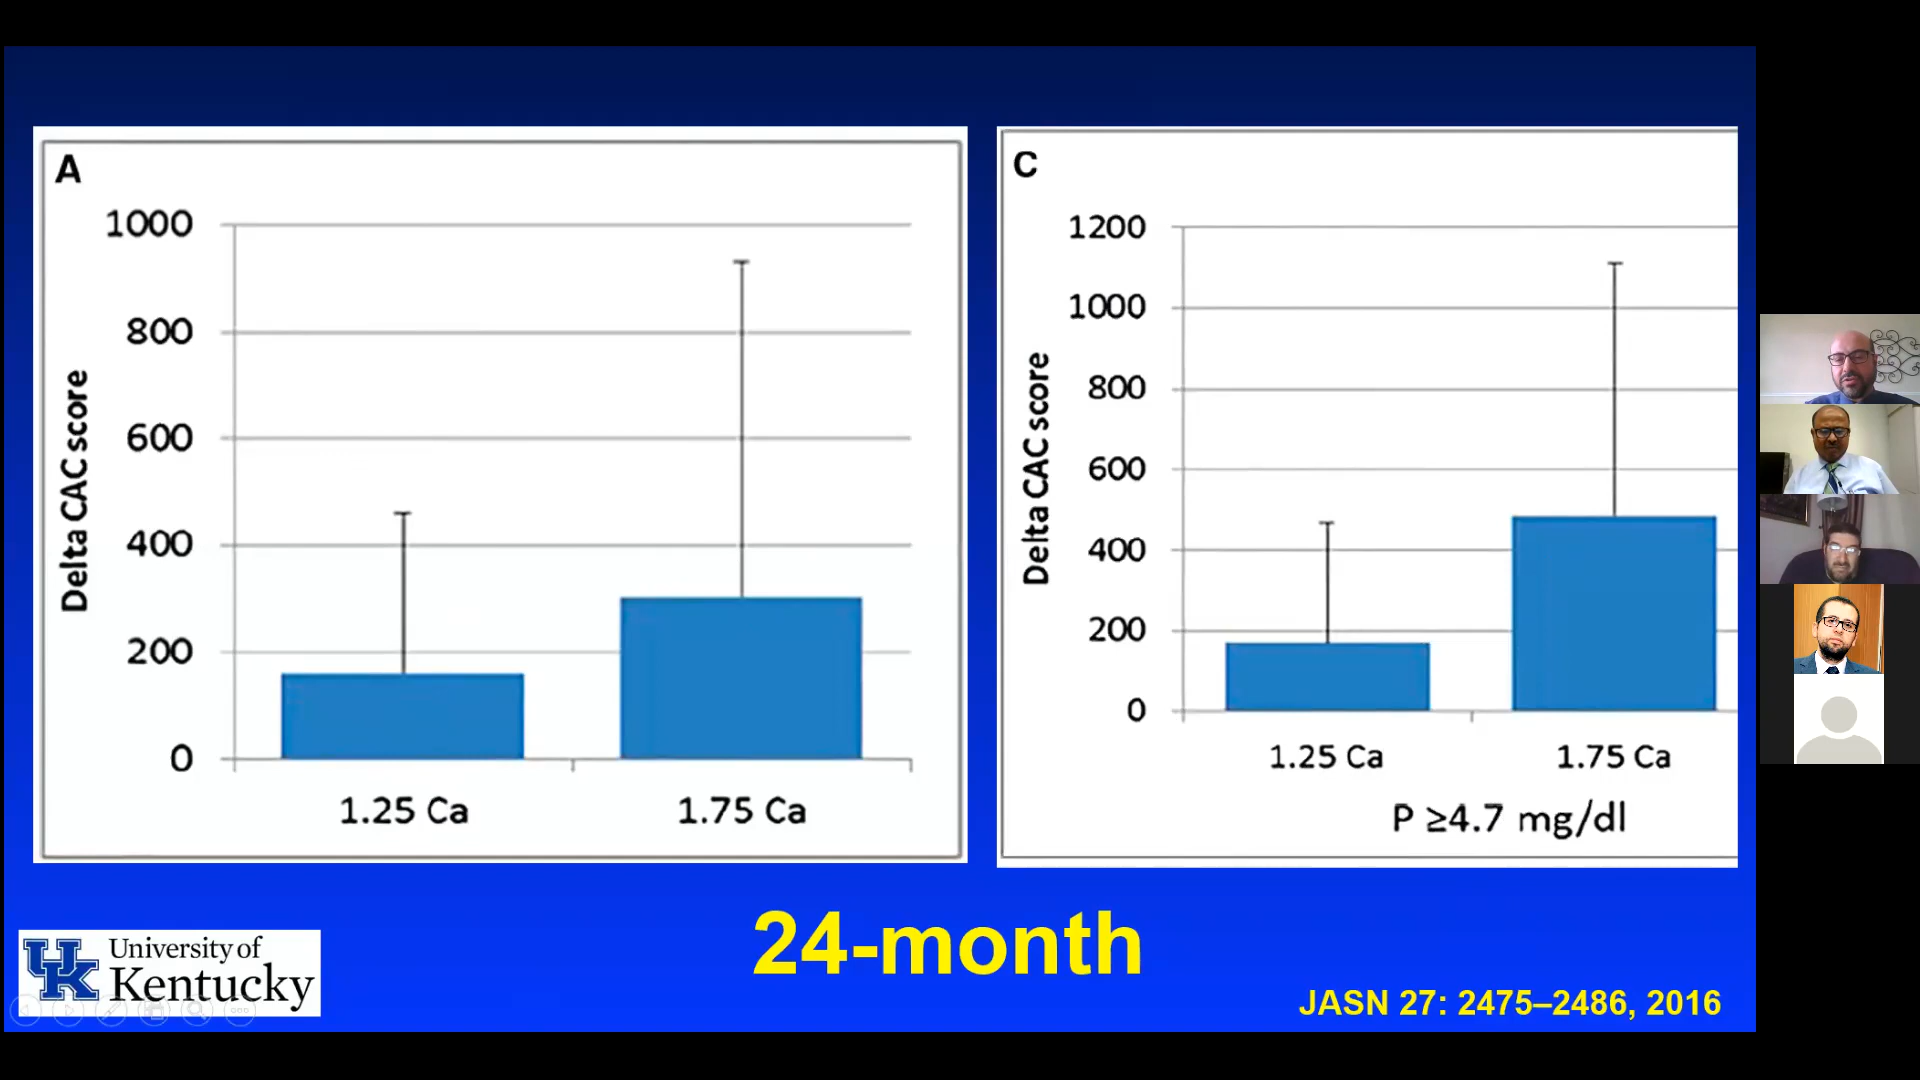 A
1000
800
600
400
200
0
Delta CAC score
1.25 Ca
1.75 Ca
C
1200
1000
800
600
400
200
0
Delta CAC score
1.25 Ca
1.75 Ca
P ≥4.7 mg/dl
24-month
University of
Kentucky
UK
JASN 27: 2475–2486, 2016